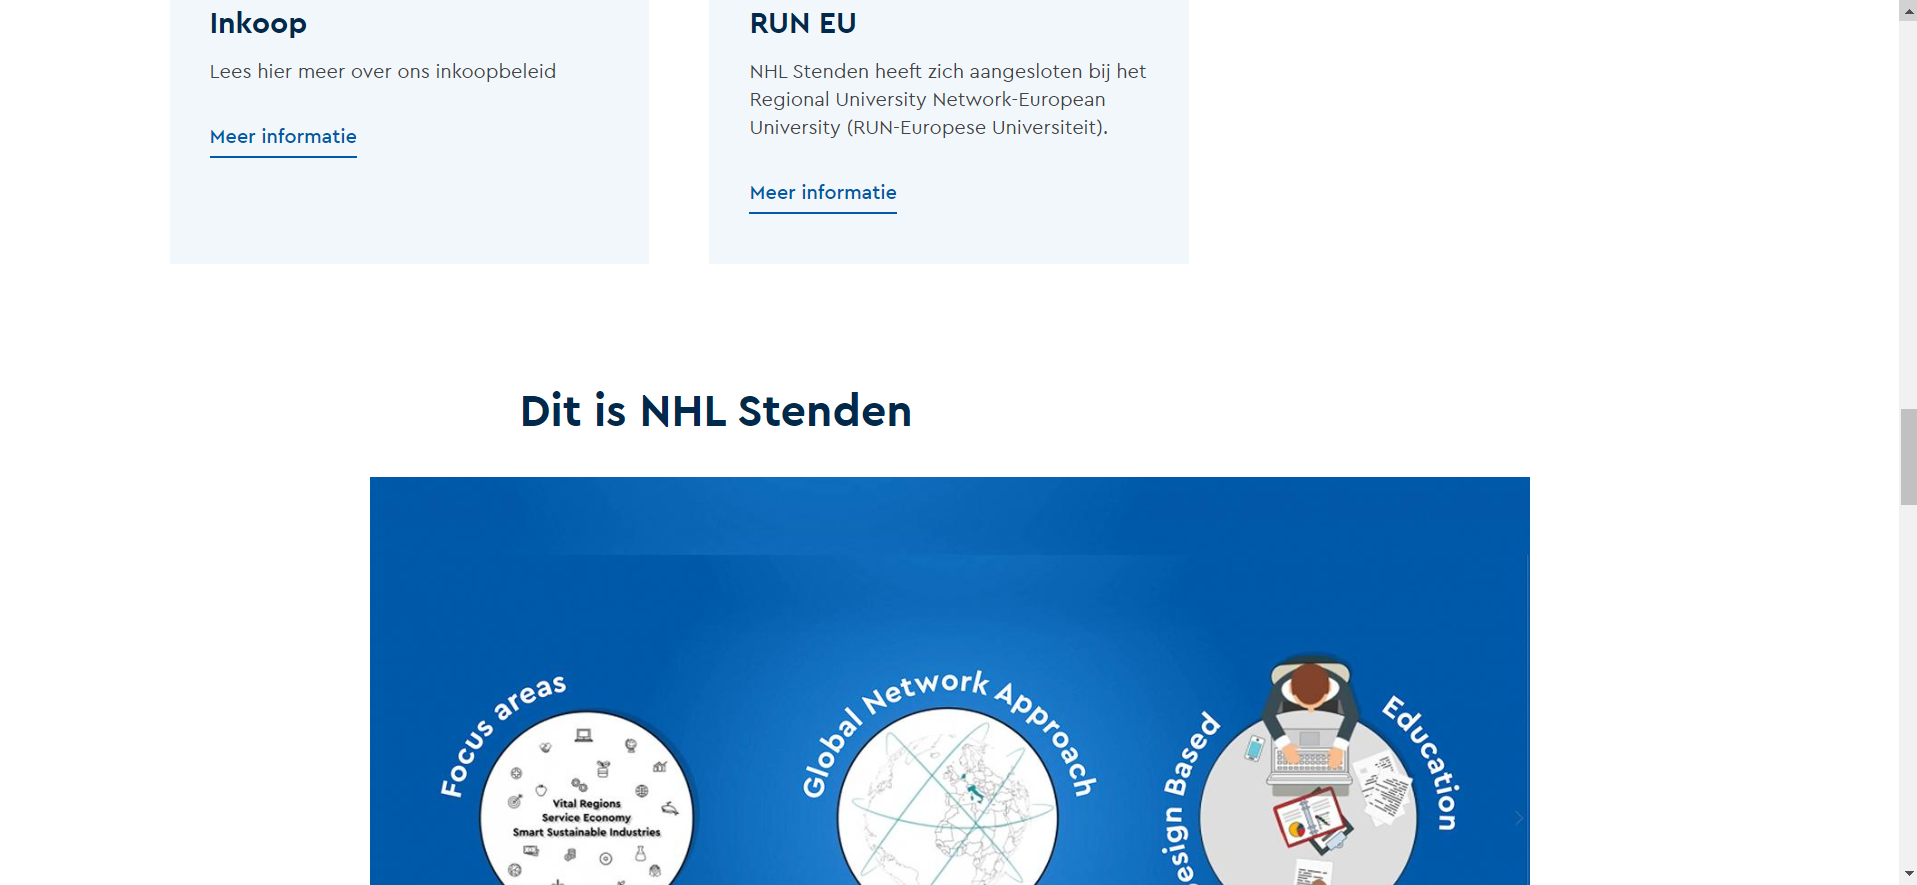 Inkoop
Lees hier meer over ons inkoopbeleid
Meer informatie
RUN EU
NHL Stenden heeft zich aangesloten bij het
Regional University Network-European
University (RUN-Europese Universiteit).
Meer informatie
Dit is NHL Stenden
Focus areas
Vital Regions
Service Economy
Smart Sustainable Industries
Global Network Approach
esign Based
Education